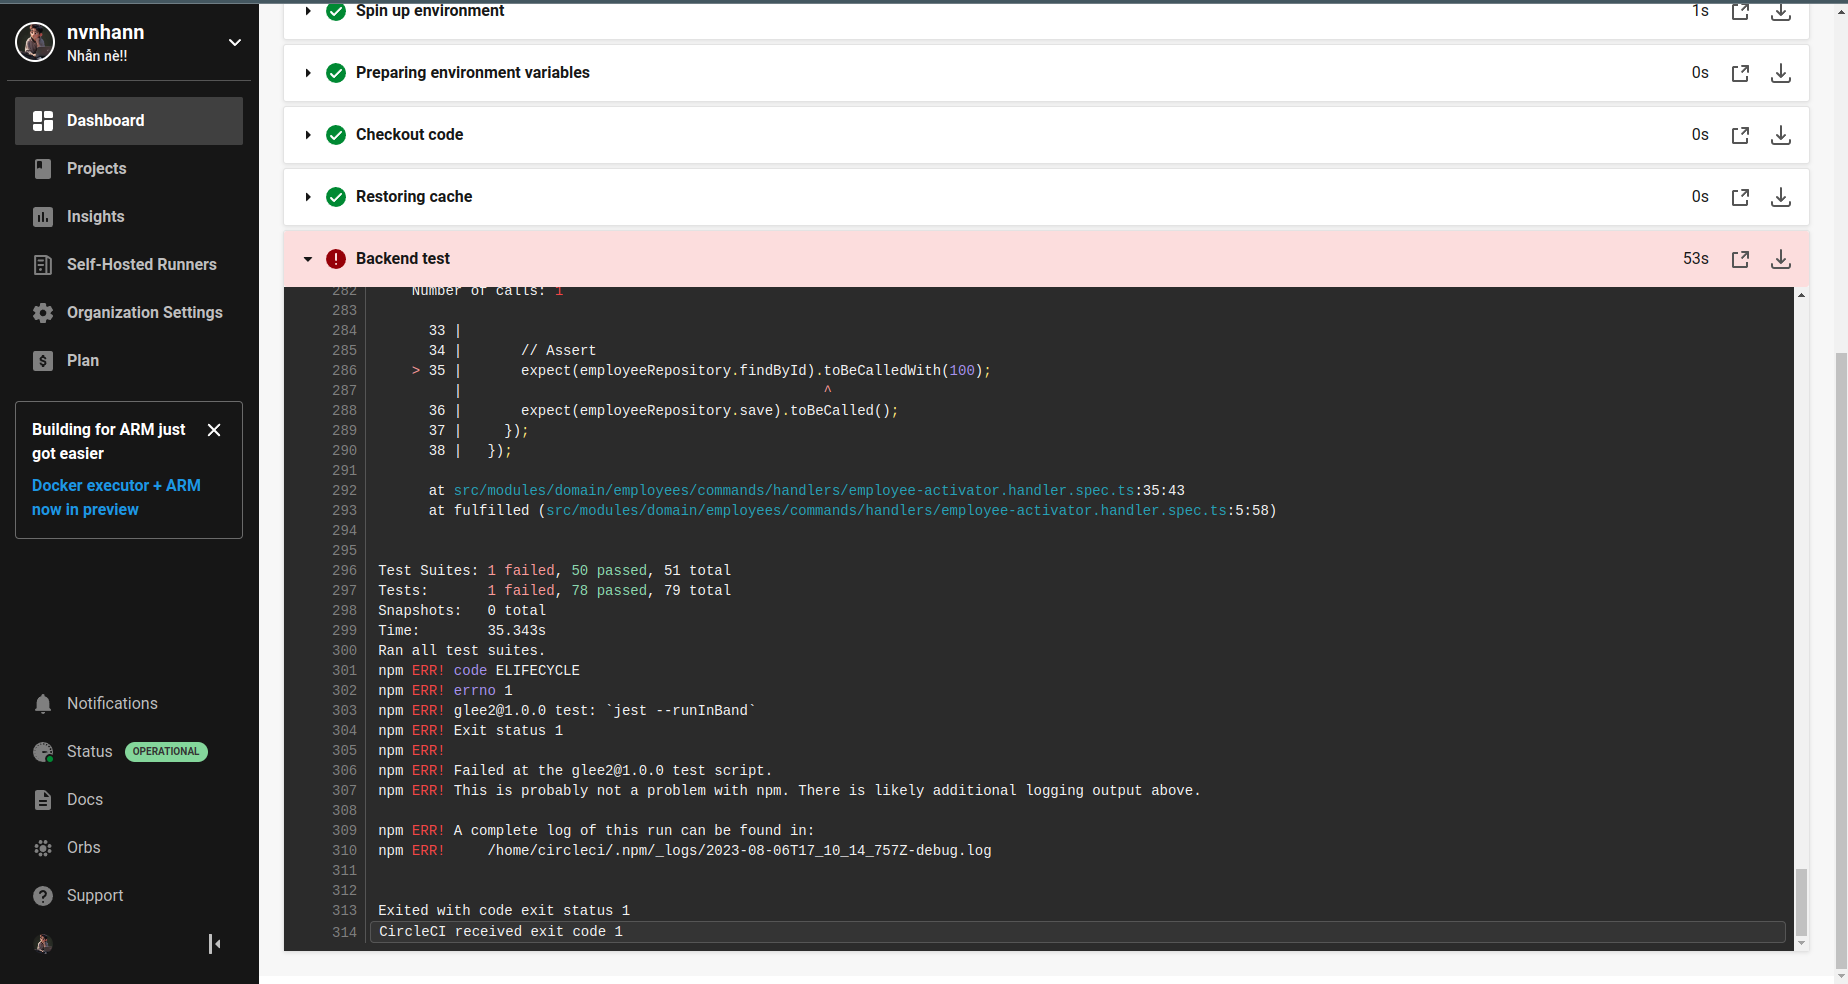 nvnhann
Nhẫn nè!!
Dashboard
Projects
Insights
Self-Hosted Runners
Organization Settings
Plan
Building for ARM just
got easier
Docker executor + ARM
now in preview
Notifications
Status OPERATIONAL
Docs
Orbs
Support
Spin up environment 1s
Preparing environment variables 0s
Checkout code 0s
Restoring cache 0s
Backend test 53s
282 Number of calls: 1
283
284 33 |
285 34 | // Assert
286 > 35 | expect(employeeRepository.findById).toBeCalledWith(100);
287 | ^
288 36 | expect(employeeRepository.save).toBeCalled();
289 37 | });
290 38 | });
291
292 at src/modules/domain/employees/commands/handlers/employee-activator.handler.spec.ts:35:43
293 at fulfilled (src/modules/domain/employees/commands/handlers/employee-activator.handler.spec.ts:5:58)
294
295
296 Test Suites: 1 failed, 50 passed, 51 total
297 Tests: 1 failed, 78 passed, 79 total
298 Snapshots: 0 total
299 Time: 35.343s
300 Ran all test suites.
301 npm ERR! code ELIFECYCLE
302 npm ERR! errno 1
303 npm ERR! glee2@1.0.0 test: `jest --runInBand`
304 npm ERR! Exit status 1
305 npm ERR!
306 npm ERR! Failed at the glee2@1.0.0 test script.
307 npm ERR! This is probably not a problem with npm. There is likely additional logging output above.
308
309 npm ERR! A complete log of this run can be found in:
310 npm ERR! /home/circleci/.npm/_logs/2023-08-06T17_10_14_757Z-debug.log
311
312
313 Exited with code exit status 1
314 CircleCI received exit code 1